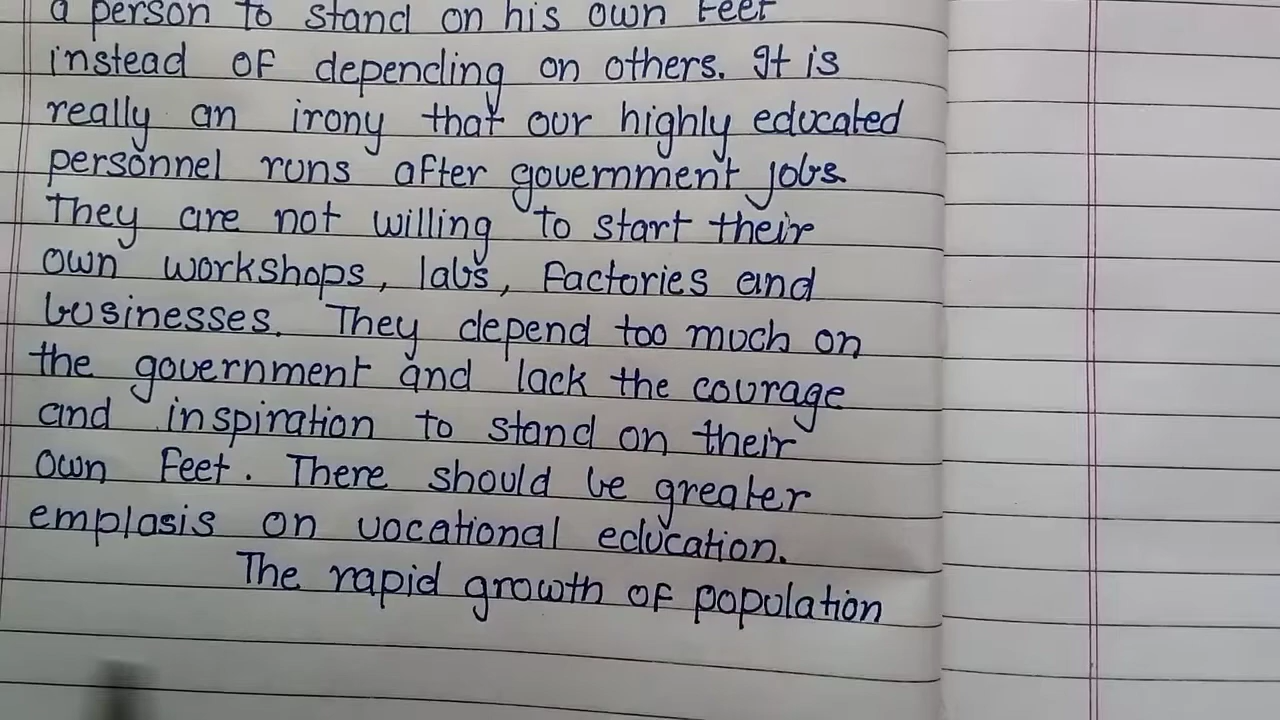 a person to stand on his own feet
instead of depending on others. It is
really an irony that our highly educated
personnel runs after government jobs.
They are not willing to start their
own workshops, labs, factories and
businesses. They depend too much on
the government and lack the courage
and inspiration to stand on their
own feet. There should be greater
emplasis on vocational education.
The rapid growth of population